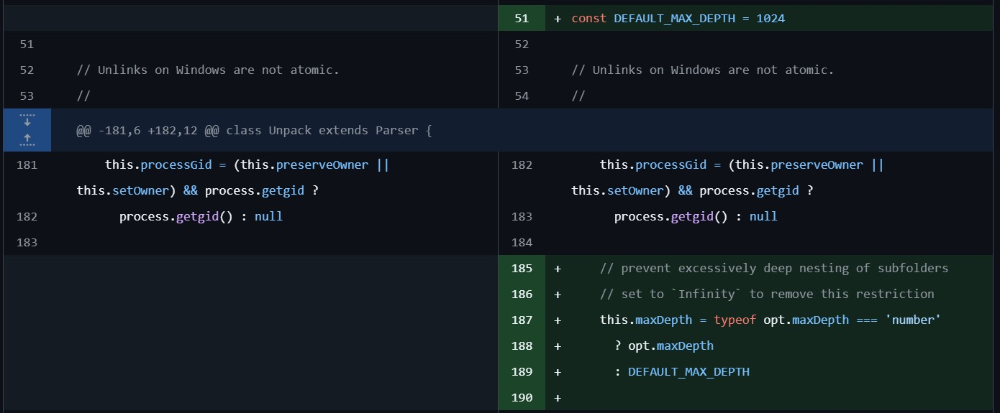 51 + const DEFAULT_MAX_DEPTH = 1024
51 52
52 // Unlinks on Windows are not atomic. 53 // Unlinks on Windows are not atomic.
53 // 54 //
@@ -181,6 +182,12 @@ class Unpack extends Parser {
181 this.processGid = (this.preserveOwner || 182 this.processGid = (this.preserveOwner ||
this.setOwner) && process.getgid ? this.setOwner) && process.getgid ?
182 process.getgid() : null 183 process.getgid() : null
183 184
185 + // prevent excessively deep nesting of subfolders
186 + // set to `Infinity` to remove this restriction
187 + this.maxDepth = typeof opt.maxDepth === 'number'
188 + ? opt.maxDepth
189 + : DEFAULT_MAX_DEPTH
190 +